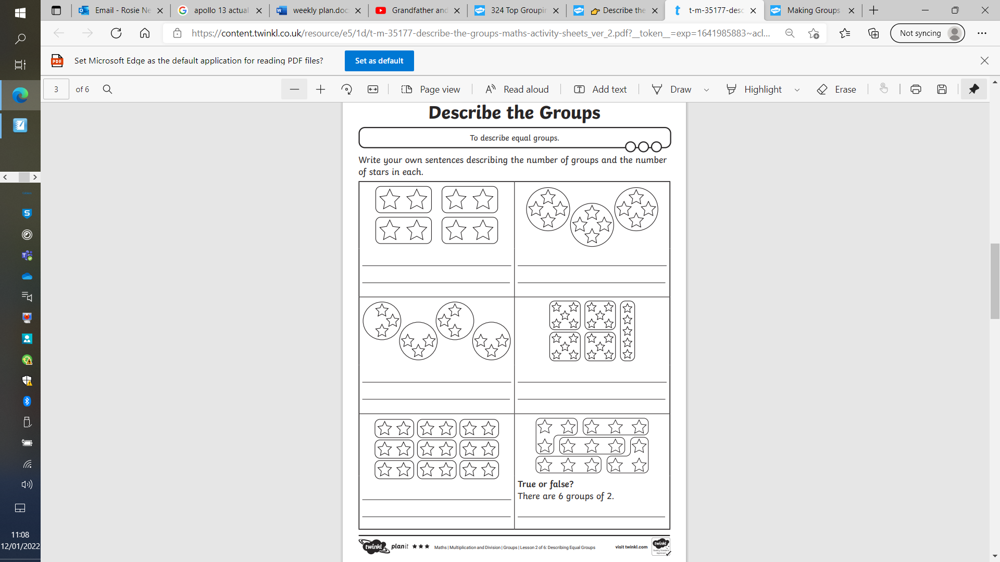 Email - Rosie Ne
apollo 13 actual
weekly plan.doc
Grandfather and
324 Top Groupin
Describe the
t-m-35177-desc
Making Groups
https://content.twinkl.co.uk/resource/e5/1d/t-m-35177-describe-the-groups-maths-activity-sheets_ver_2.pdf?__token__=exp=1641985883~acl...
Not syncing
PDF
Set Microsoft Edge as the default application for reading PDF files?
Set as default
3 of 6
Page view
Read aloud
Add text
Draw
Highlight
Erase
Describe the Groups
To describe equal groups.
Write your own sentences describing the number of groups and the number
of stars in each.
True or false?
There are 6 groups of 2.
twinkl planit
Maths | Multiplication and Division | Groups | Lesson 2 of 6: Describing Equal Groups
visit twinkl.com
twinkl
11:08
12/01/2022